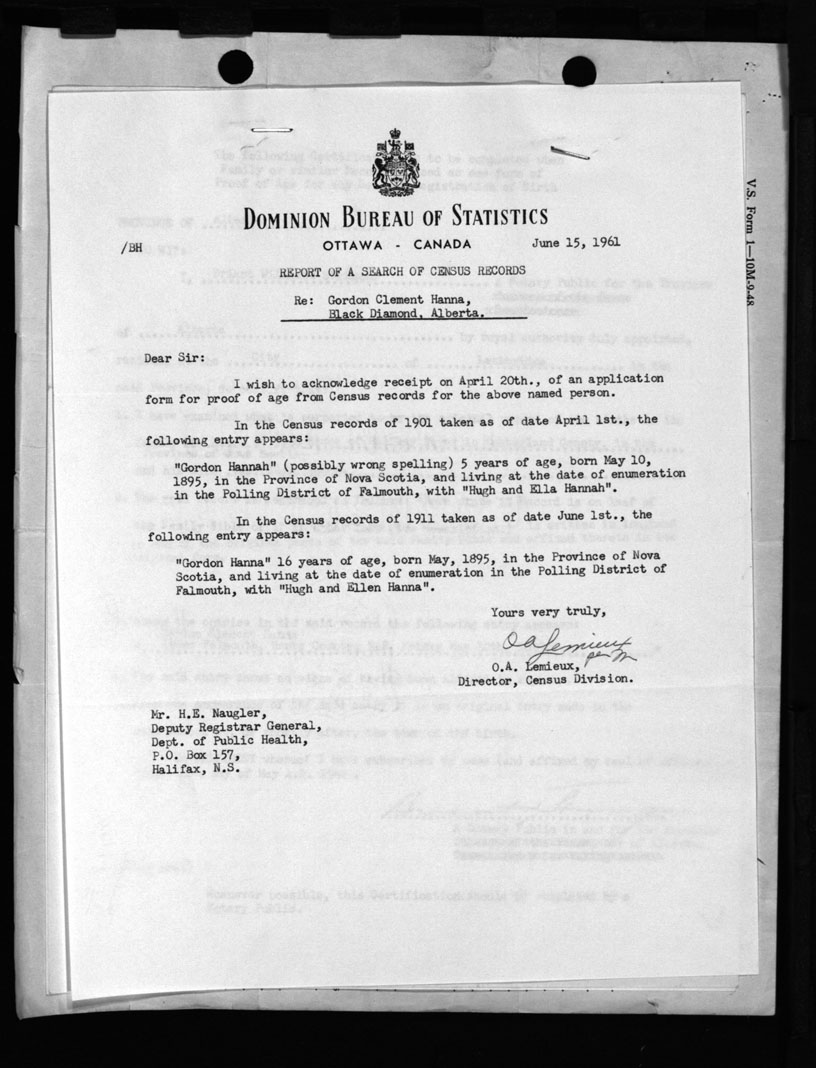 DOMINION BUREAU OF STATISTICS
OTTAWA - CANADA
June 15, 1961
/BH
REPORT OF A SEARCH OF CENSUS RECORDS
Re: Gordon Clement Hanna,
Black Diamond, Alberta.
Dear Sir:
I wish to acknowledge receipt on April 20th., of an application
form for proof of age from Census records for the above named person.
In the Census records of 1901 taken as of date April 1st., the
following entry appears:
"Gordon Hannah" (possibly wrong spelling) 5 years of age, born May 10,
1895, in the Province of Nova Scotia, and living at the date of enumeration
in the Polling District of Falmouth, with "Hugh and Ella Hannah".
In the Census records of 1911 taken as of date June 1st., the
following entry appears:
"Gordon Hanna" 16 years of age, born May, 1895, in the Province of Nova
Scotia, and living at the date of enumeration in the Polling District of
Falmouth, with "Hugh and Ellen Hanna".
Yours very truly,
O A Lemieux
per
O.A. Lemieux,
Director, Census Division.
Mr. H.E. Naugler,
Deputy Registrar General,
Dept. of Public Health,
P.O. Box 157,
Halifax, N.S.
V.S. Form 1—10M-9-48